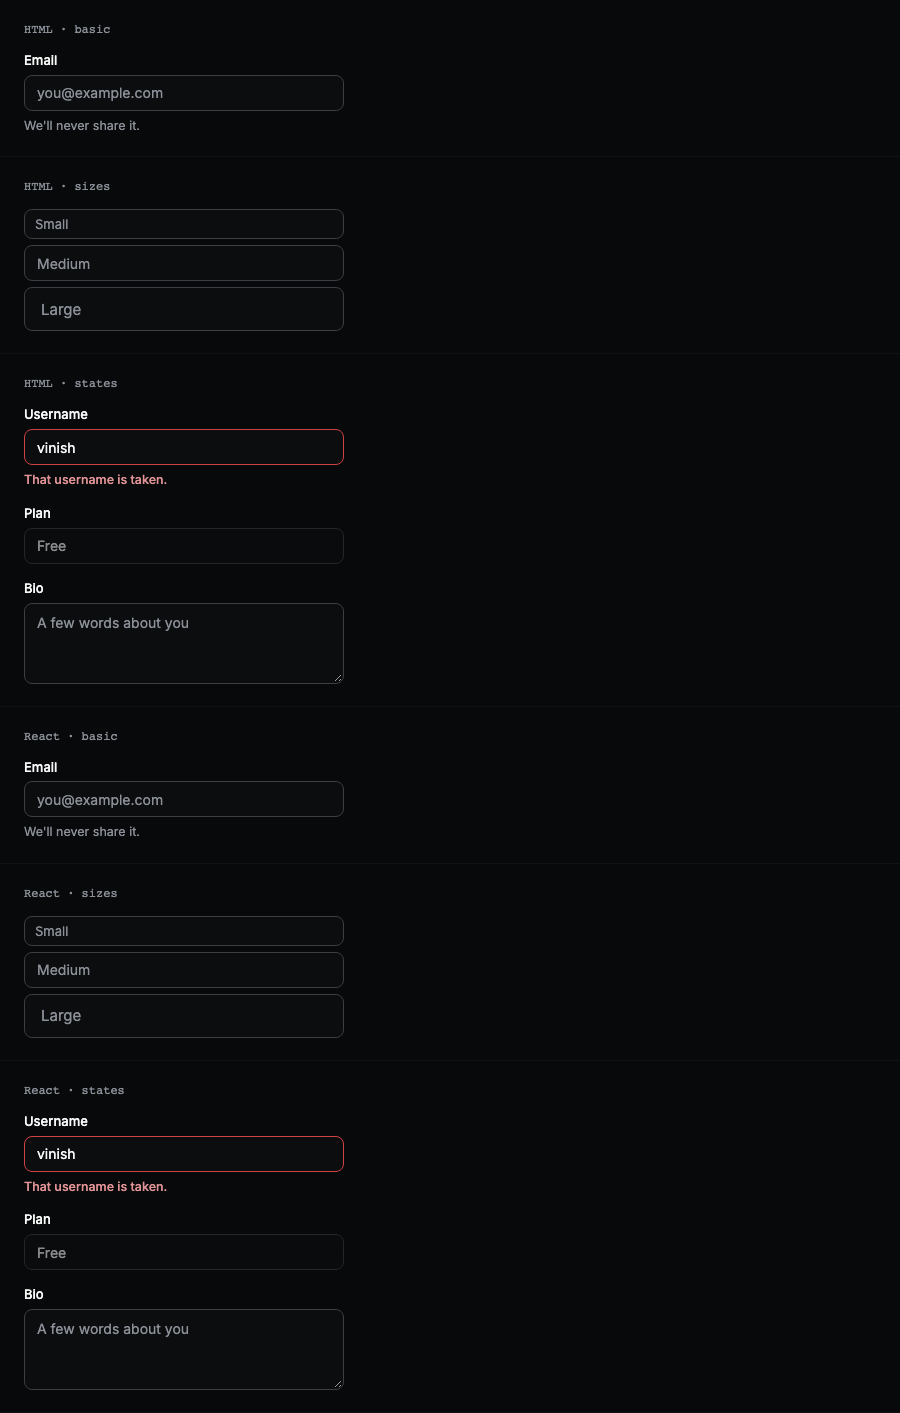 HTML · basic
Email
you@example.com
We'll never share it.
HTML · sizes
Small
Medium
Large
HTML · states
Username
vinish
That username is taken.
Plan
Free
Bio
A few words about you
React · basic
Email
you@example.com
We'll never share it.
React · sizes
Small
Medium
Large
React · states
Username
vinish
That username is taken.
Plan
Free
Bio
A few words about you